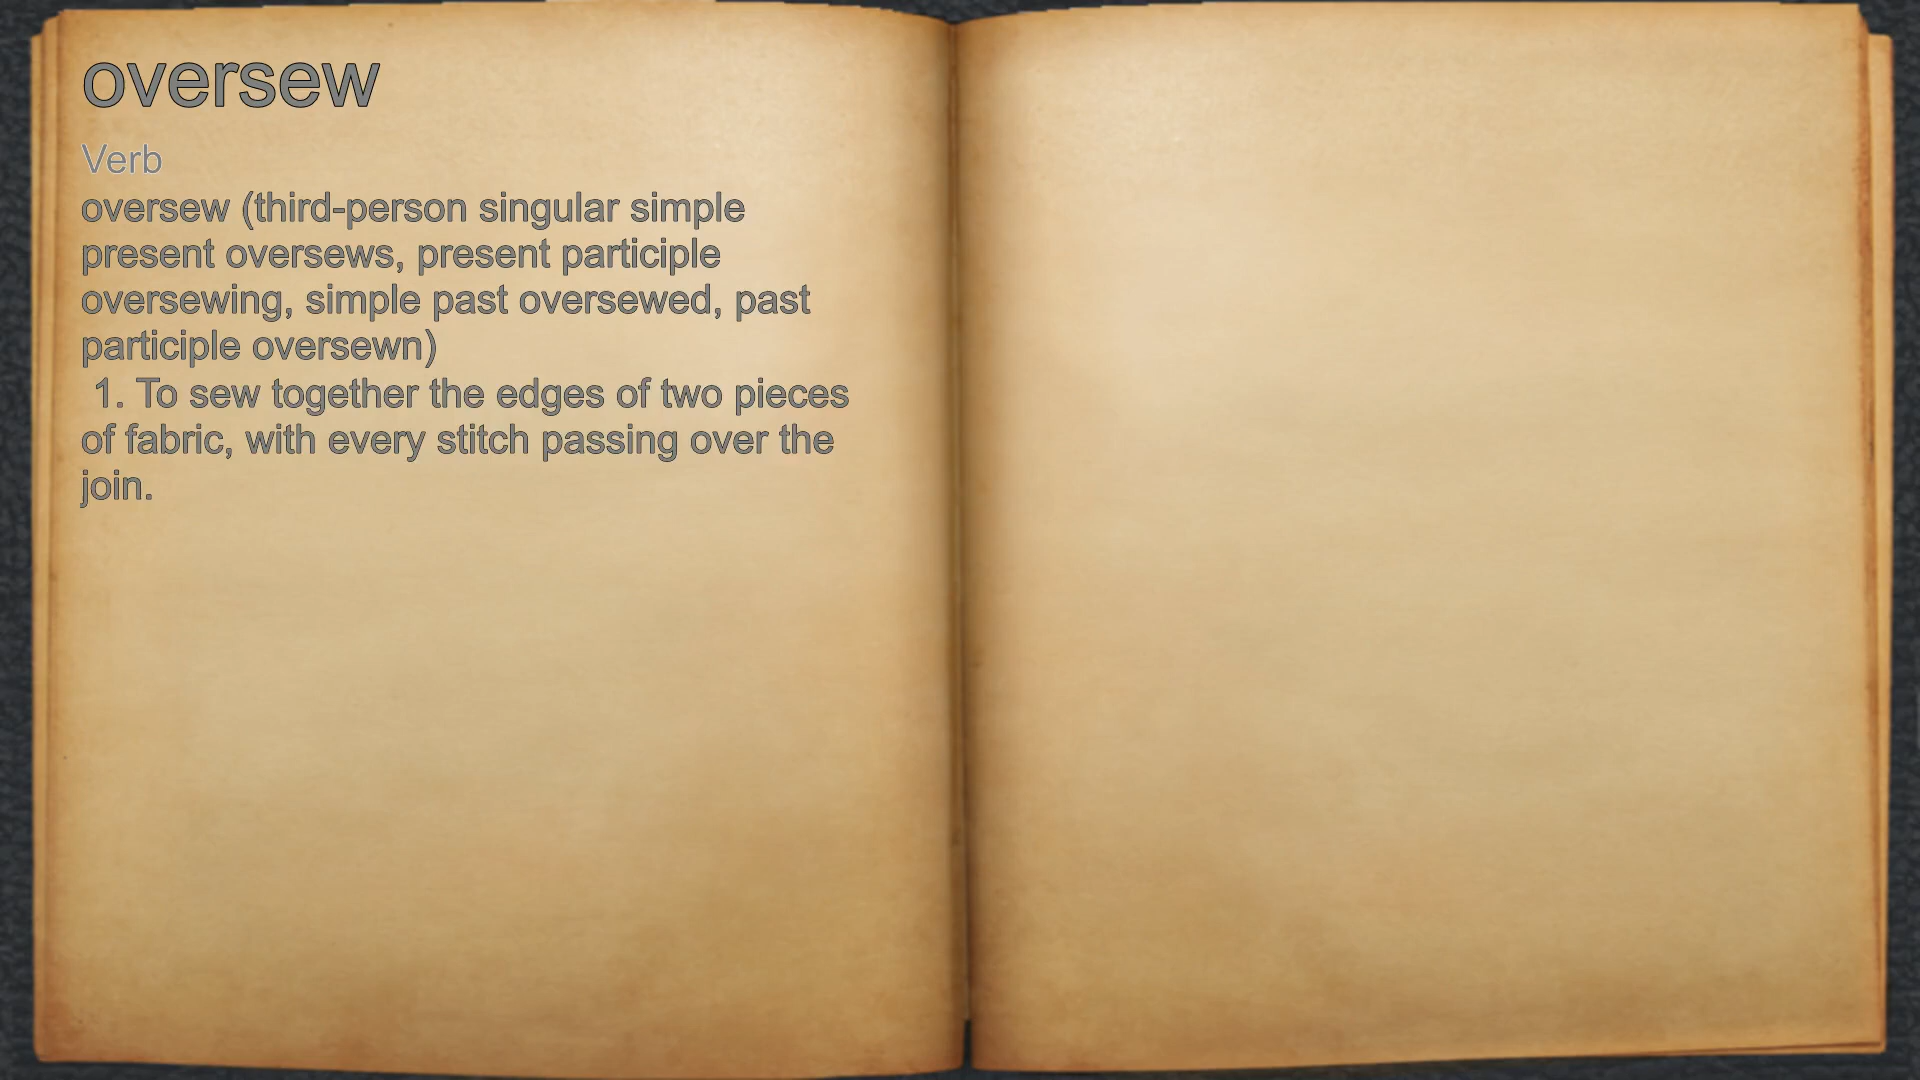 oversew
Verb
oversew (third-person singular simple
present oversews, present participle
oversewing, simple past oversewed, past
participle oversewn)
1. To sew together the edges of two pieces
of fabric, with every stitch passing over the
join.